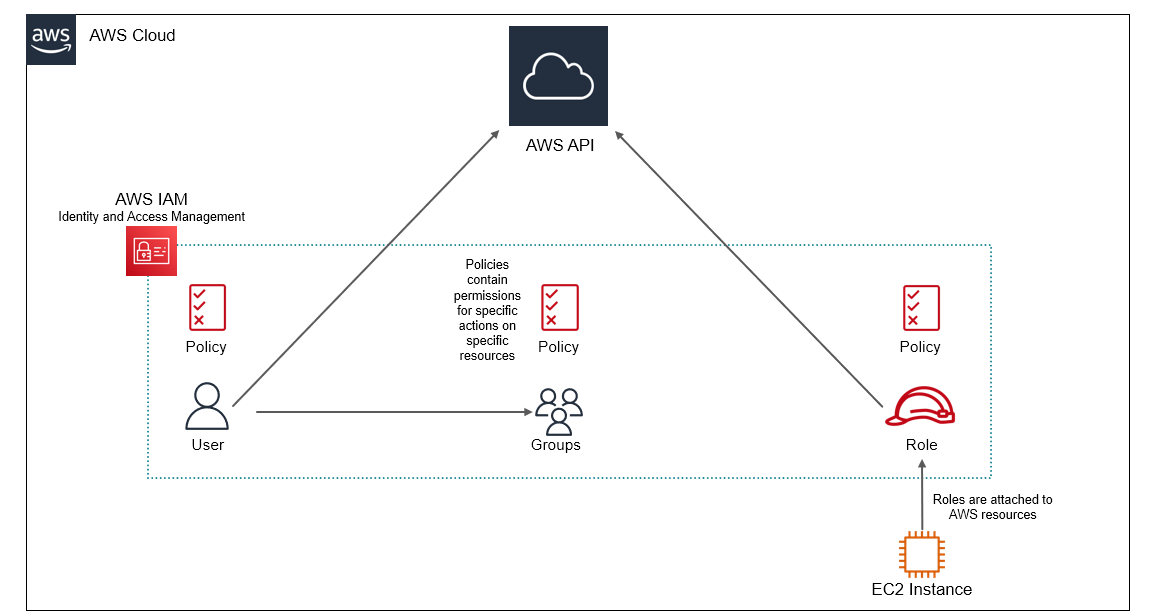 aws
AWS Cloud
AWS API
AWS IAM
Identity and Access Management
Policies
contain
permissions
for specific
actions on
specific
resources
Policy
Policy
Policy
User
Groups
Role
Roles are attached to
AWS resources
EC2 Instance